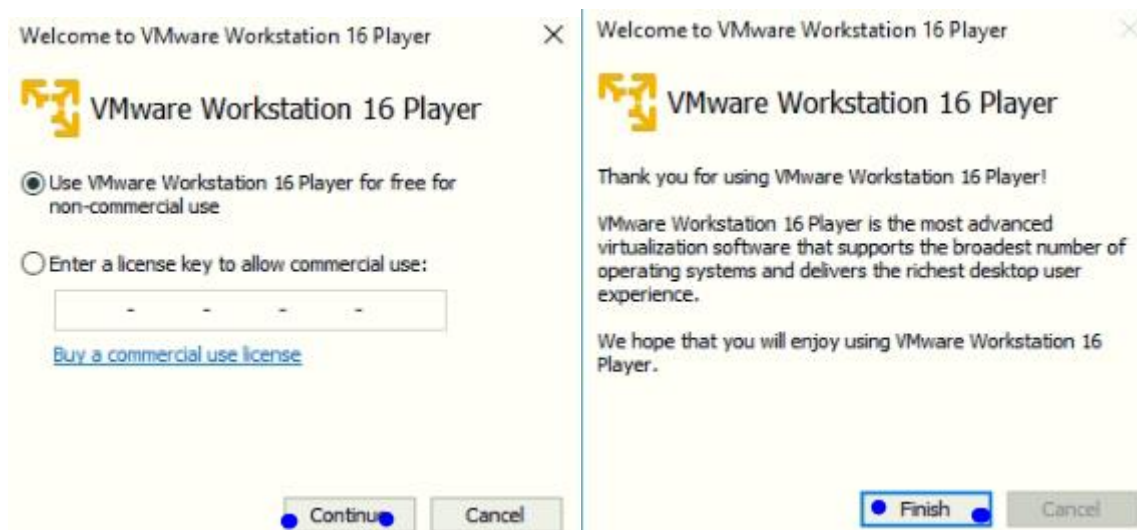 Welcome to VMware Workstation 16 Player
VMware Workstation 16 Player
Use VMware Workstation 16 Player for free for
non-commercial use
Enter a license key to allow commercial use:
- - - -
Buy a commercial use license
Continue
Cancel
Welcome to VMware Workstation 16 Player
VMware Workstation 16 Player
Thank you for using VMware Workstation 16 Player!
VMware Workstation 16 Player is the most advanced
virtualization software that supports the broadest number of
operating systems and delivers the richest desktop user
experience.
We hope that you will enjoy using VMware Workstation 16
Player.
Finish
Cancel